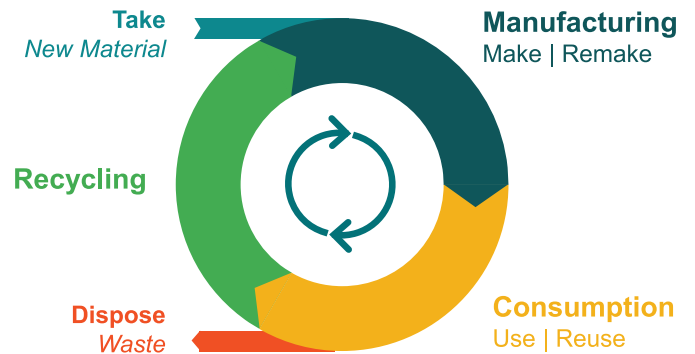 Take
New Material
Manufacturing
Make | Remake
Recycling
Dispose
Waste
Consumption
Use | Reuse